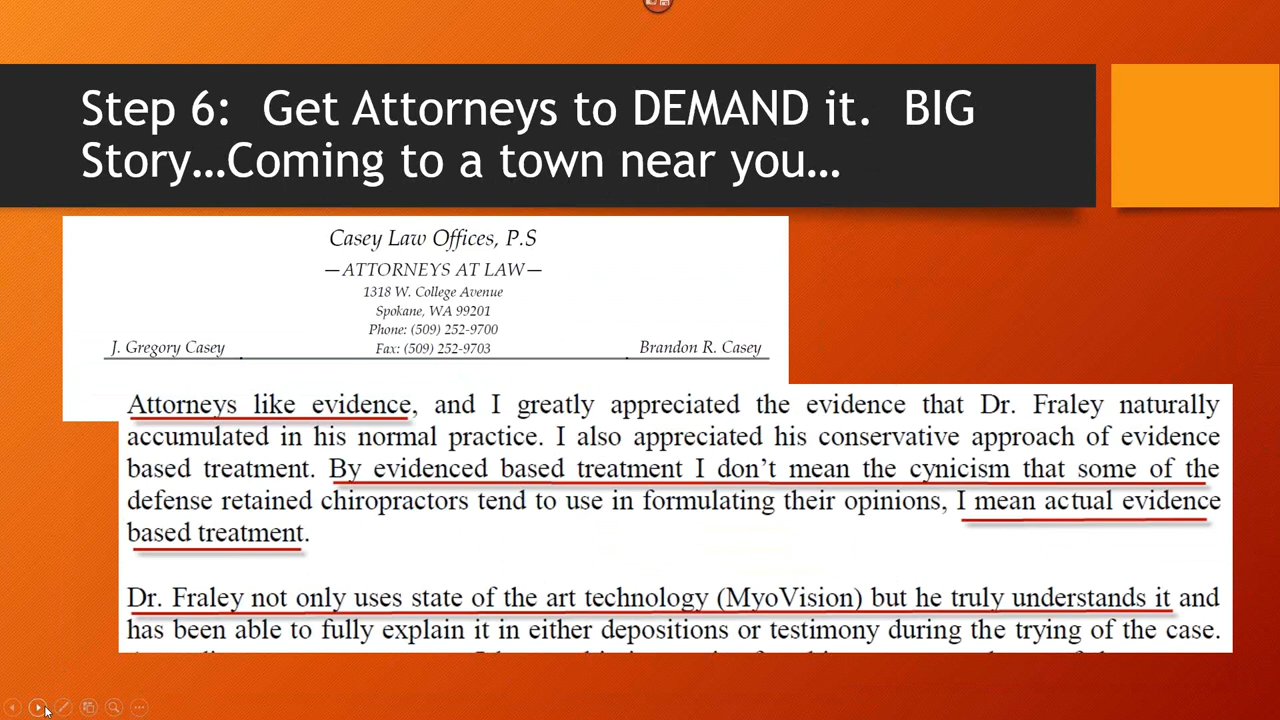 Step 6:  Get Attorneys to DEMAND it.  BIG
Story…Coming to a town near you…
Casey Law Offices, P.S
—ATTORNEYS AT LAW—
1318 W. College Avenue
Spokane, WA 99201
Phone: (509) 252-9700
J. Gregory Casey Fax: (509) 252-9703 Brandon R. Casey
Attorneys like evidence, and I greatly appreciated the evidence that Dr. Fraley naturally
accumulated in his normal practice. I also appreciated his conservative approach of evidence
based treatment. By evidenced based treatment I don't mean the cynicism that some of the
defense retained chiropractors tend to use in formulating their opinions, I mean actual evidence
based treatment.
Dr. Fraley not only uses state of the art technology (MyoVision) but he truly understands it and
has been able to fully explain it in either depositions or testimony during the trying of the case.